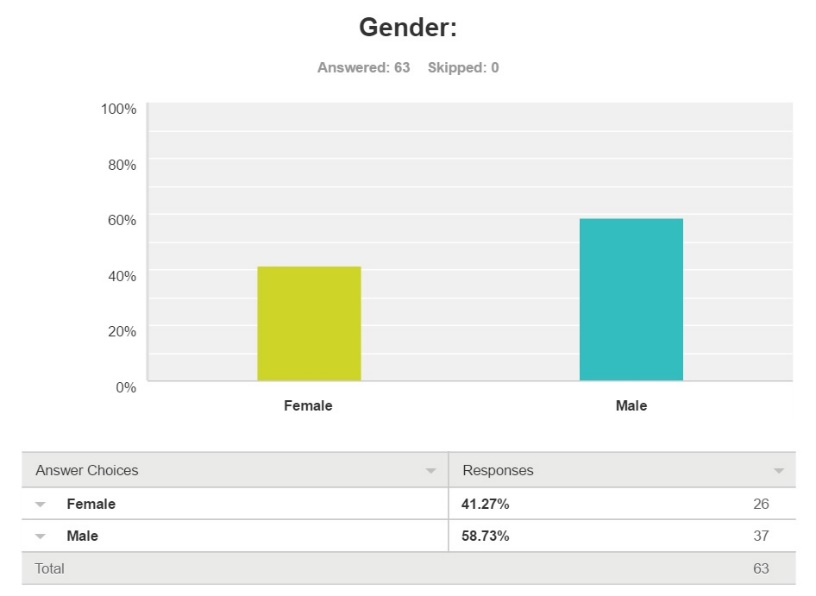 Gender:
Answered: 63 Skipped: 0
100%
80%
60%
40%
20%
0%
Female Male
Answer Choices Responses
Female 41.27% 26
Male 58.73% 37
Total 63